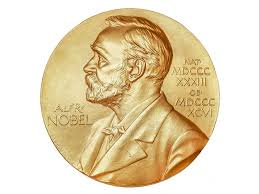 ALFR·
NOBEL
NAT·
MDCCC
XXXIII
OB·
MDCCC
XCVI